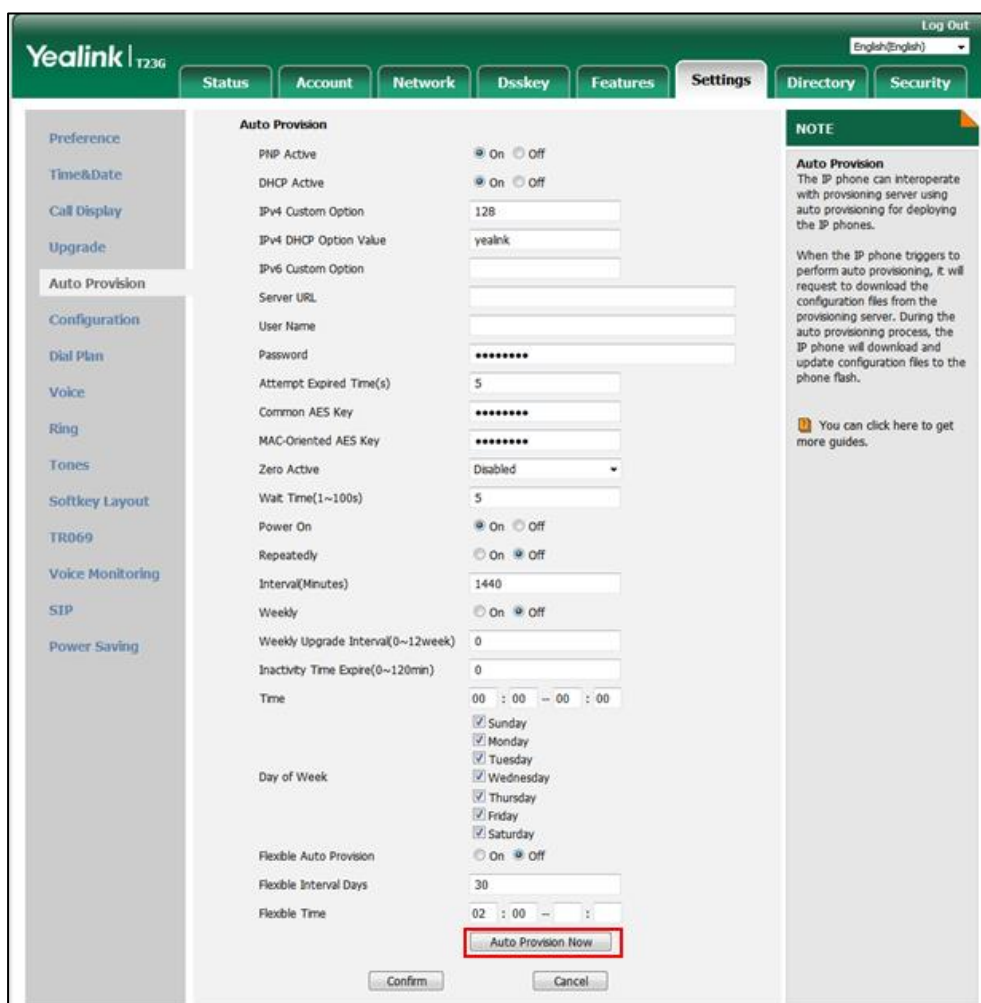 Log Out
English(English)
Yealink T23G
Status Account Network Dsskey Features Settings Directory Security
Preference
Time&Date
Call Display
Upgrade
Auto Provision
Configuration
Dial Plan
Voice
Ring
Tones
Softkey Layout
TR069
Voice Monitoring
SIP
Power Saving
Auto Provision
PNP Active On Off
DHCP Active On Off
IPv4 Custom Option 128
IPv4 DHCP Option Value yealink
IPv6 Custom Option
Server URL
User Name
Password ••••••••
Attempt Expired Time(s) 5
Common AES Key ••••••••
MAC-Oriented AES Key ••••••••
Zero Active Disabled
Wait Time(1~100s) 5
Power On On Off
Repeatedly On Off
Interval(Minutes) 1440
Weekly On Off
Weekly Upgrade Interval(0~12week) 0
Inactivity Time Expire(0~120min) 0
Time 00 : 00 -- 00 : 00
Sunday
Monday
Tuesday
Day of Week Wednesday
Thursday
Friday
Saturday
Flexible Auto Provision On Off
Flexible Interval Days 30
Flexible Time 02 : 00 -- :
Auto Provision Now
Confirm Cancel
NOTE
Auto Provision
The IP phone can interoperate
with provsioning server using
auto provisioning for deploying
the IP phones.
When the IP phone triggers to
perform auto provisioning, it will
request to download the
configuration files from the
provisioning server. During the
auto provisioning process, the
IP phone will download and
update configuration files to the
phone flash.
You can click here to get
more guides.